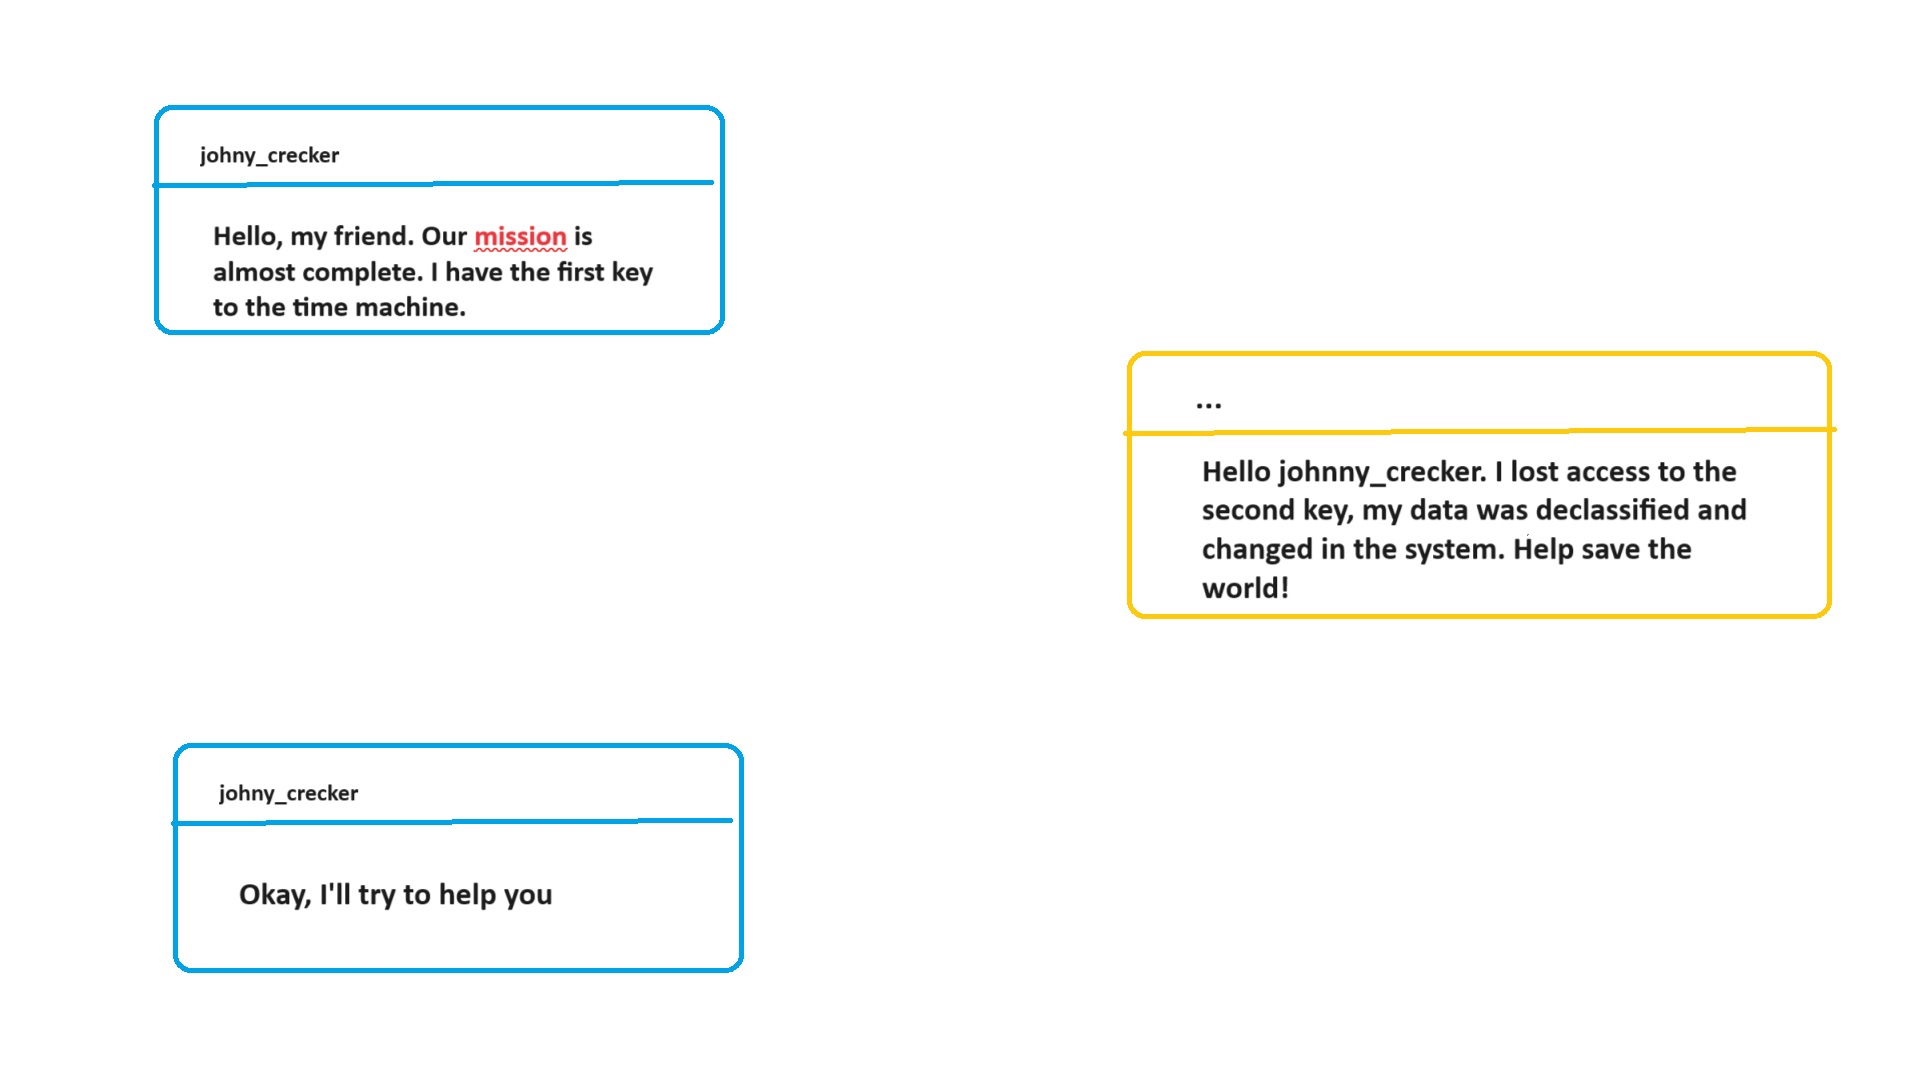 johny_crecker
Hello, my friend. Our mission is
almost complete. I have the first key
to the time machine.
...
Hello johnny_crecker. I lost access to the
second key, my data was declassified and
changed in the system. Help save the
world!
johny_crecker
Okay, I'll try to help you